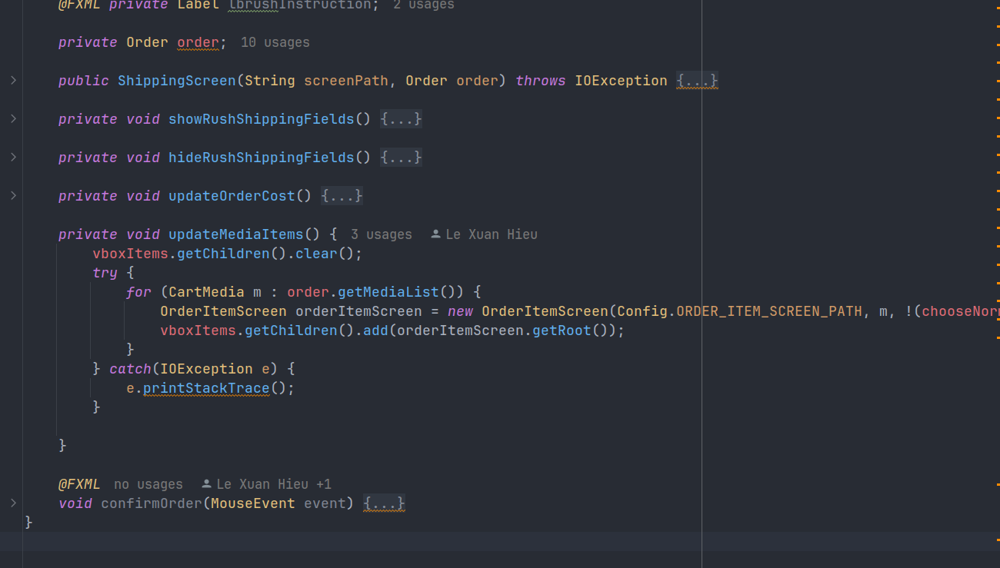 @FXML private Label lbrushInstruction; 2 usages
private Order order; 10 usages
public ShippingScreen(String screenPath, Order order) throws IOException {...}
private void showRushShippingFields() {...}
private void hideRushShippingFields() {...}
private void updateOrderCost() {...}
private void updateMediaItems() { 3 usages Le Xuan Hieu
vboxItems.getChildren().clear();
try {
for (CartMedia m : order.getMediaList()) {
OrderItemScreen orderItemScreen = new OrderItemScreen(Config.ORDER_ITEM_SCREEN_PATH, m, !(chooseNor
vboxItems.getChildren().add(orderItemScreen.getRoot());
}
} catch(IOException e) {
e.printStackTrace();
}
}
@FXML no usages Le Xuan Hieu +1
void confirmOrder(MouseEvent event) {...}
}